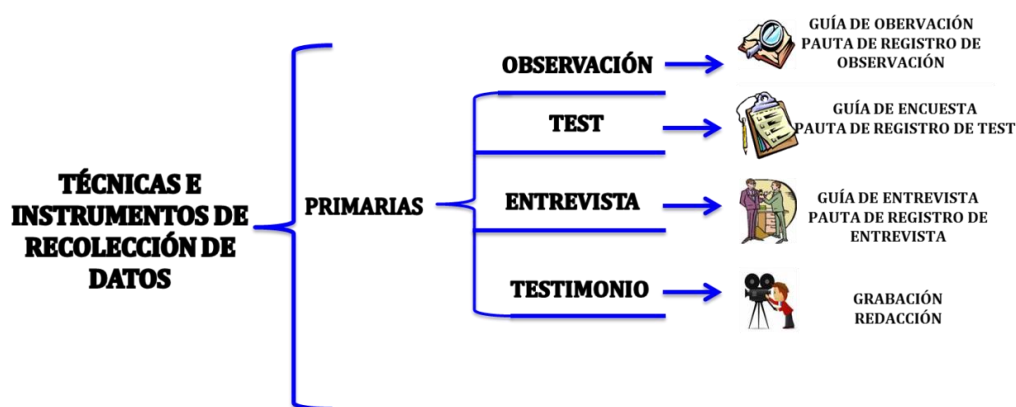 TÉCNICAS E
INSTRUMENTOS DE
RECOLECCIÓN DE
DATOS
PRIMARIAS
OBSERVACIÓN
GUÍA DE OBERVACIÓN
PAUTA DE REGISTRO DE
OBSERVACIÓN
TEST
GUÍA DE ENCUESTA
PAUTA DE REGISTRO DE TEST
ENTREVISTA
GUÍA DE ENTREVISTA
PAUTA DE REGISTRO DE
ENTREVISTA
TESTIMONIO
GRABACIÓN
REDACCIÓN